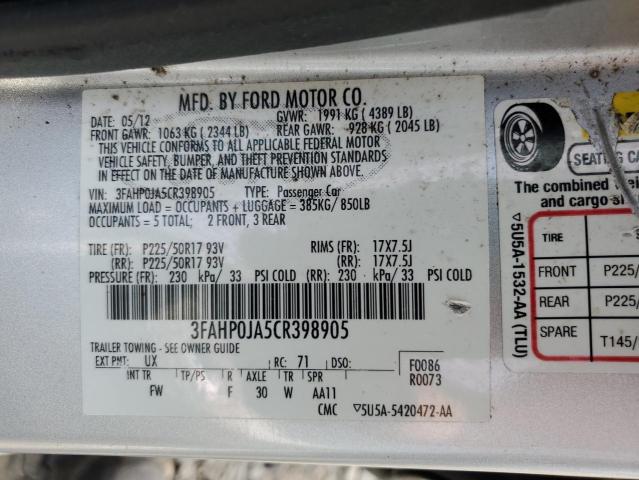 MFD. BY FORD MOTOR CO.
DATE: 05/12 GVWR: 1991 KG ( 4389 LB)
FRONT GAWR: 1063 KG ( 2344 LB) REAR GAWR: 928 KG ( 2045 LB)
THIS VEHICLE CONFORMS TO ALL APPLICABLE FEDERAL MOTOR
VEHICLE SAFETY, BUMPER, AND THEFT PREVENTION STANDARDS
IN EFFECT ON THE DATE OF MANUFACTURE SHOWN ABOVE.
VIN: 3FAHP0JA5CR398905 TYPE: Passenger Car
MAXIMUM LOAD = OCCUPANTS + LUGGAGE = 385KG/ 850LB
OCCUPANTS = 5 TOTAL; 2 FRONT, 3 REAR
TIRE (FR): P225/50R17 93V RIMS (FR): 17X7.5J
(RR): P225/50R17 93V (RR): 17X7.5J
PRESSURE (FR): 230 kPa/ 33 PSI COLD (RR): 230 kPa/ 33 PSI COLD
3FAHP0JA5CR398905
TRAILER TOWING - SEE OWNER GUIDE
EXT PNT: UX RC: 71 DSO: F0086
R0073
INT TR TP/PS R AXLE TR SPR
FW F 30 W AA11
CMC ▽5U5A-5420472-AA
SEATING CA
The combined
and cargo s
TIRE
FRONT P225/
REAR P225/
SPARE T145/
▽5U5A-1532-AA (TLU)